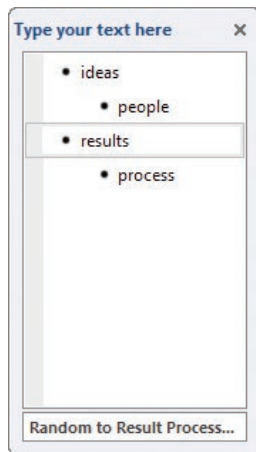 Type your text here
ideas
people
results
process
Random to Result Process...